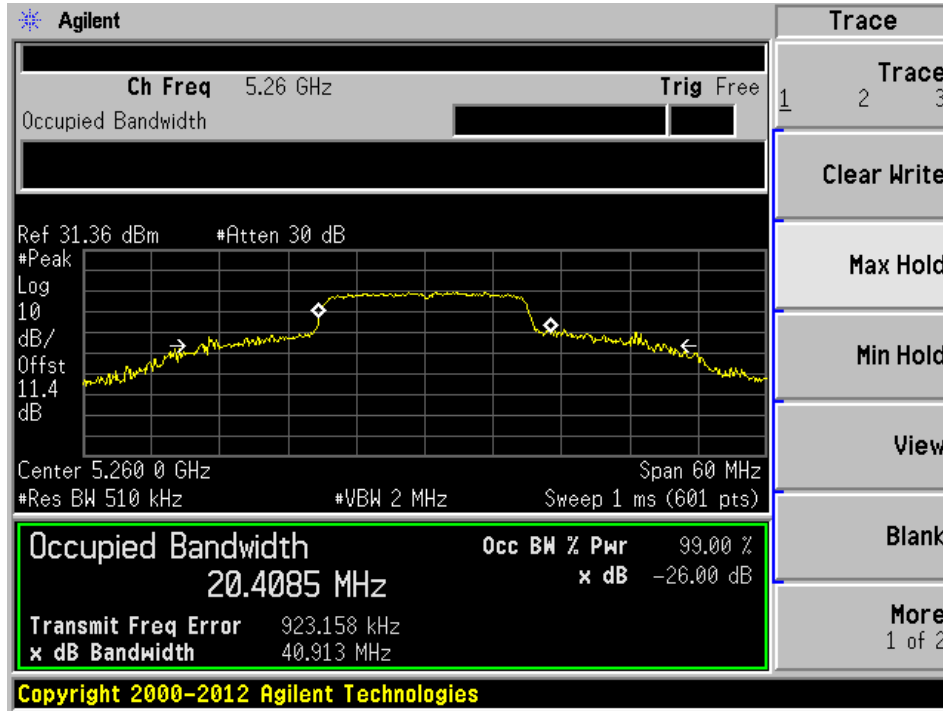 Agilent
Trace
Ch Freq 5.26 GHz Trig Free
Occupied Bandwidth
Trace
1 2 3
Clear Write
Max Hold
Min Hold
View
Blank
More
1 of 2
Ref 31.36 dBm #Atten 30 dB
#Peak
Log
10
dB/
Offst
11.4
dB
Center 5.260 0 GHz Span 60 MHz
#Res BW 510 kHz #VBW 2 MHz Sweep 1 ms (601 pts)
Occupied Bandwidth
20.4085 MHz
Occ BW % Pwr 99.00 %
x dB -26.00 dB
Transmit Freq Error 923.158 kHz
x dB Bandwidth 40.913 MHz
Copyright 2000-2012 Agilent Technologies